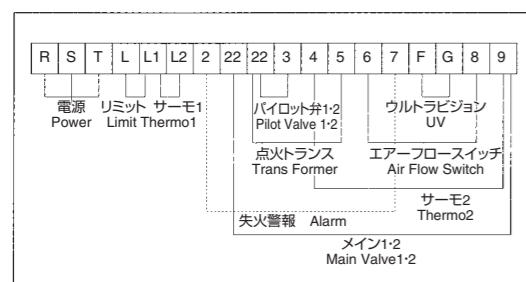 R S T L L1 L2 2 22 22 3 4 5 6 7 F G 8 9
電源 リミット サーモ1 パイロット弁1・2 ウルトラビジョン
Power Limit Thermo1 Pilot Valve 1・2 UV
点火トランス エアーフロースイッチ
Trans Former Air Flow Switch
サーモ2
Thermo2
失火警報 Alarm
メイン1・2
Main Valve1・2